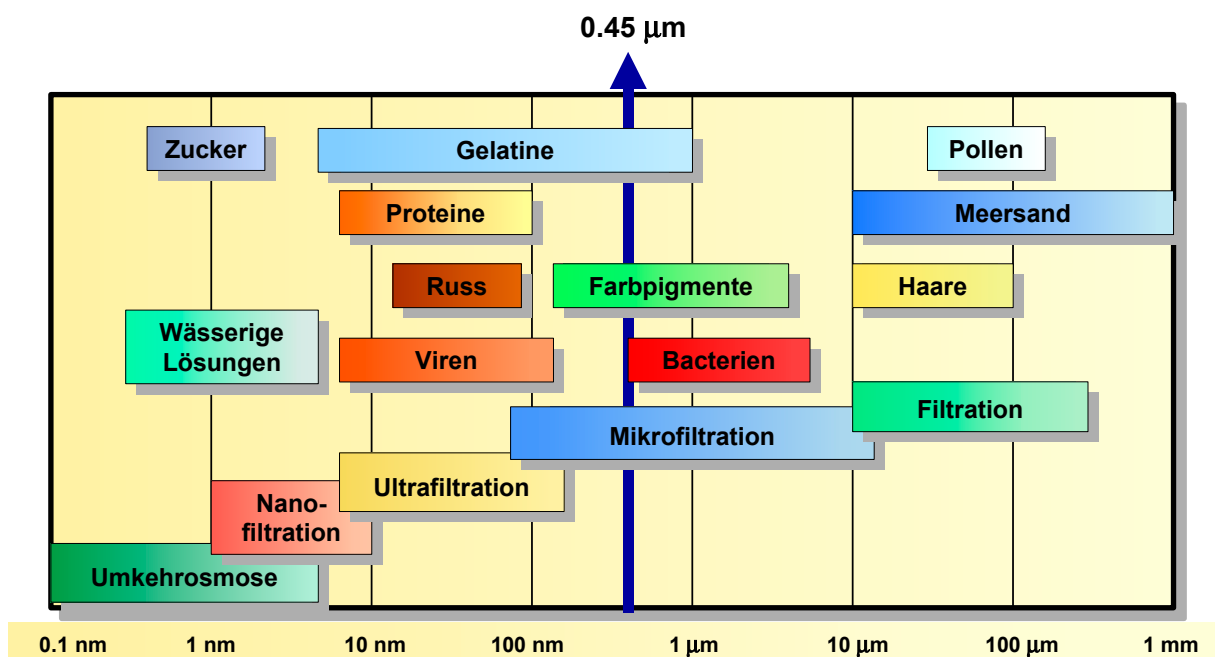 0.45 µm
Zucker
Gelatine
Pollen
Proteine
Meersand
Russ
Farbpigmente
Haare
Wässerige
Lösungen
Viren
Bacterien
Filtration
Mikrofiltration
Ultrafiltration
Nano-
filtration
Umkehrosmose
0.1 nm 1 nm 10 nm 100 nm 1 µm 10 µm 100 µm 1 mm